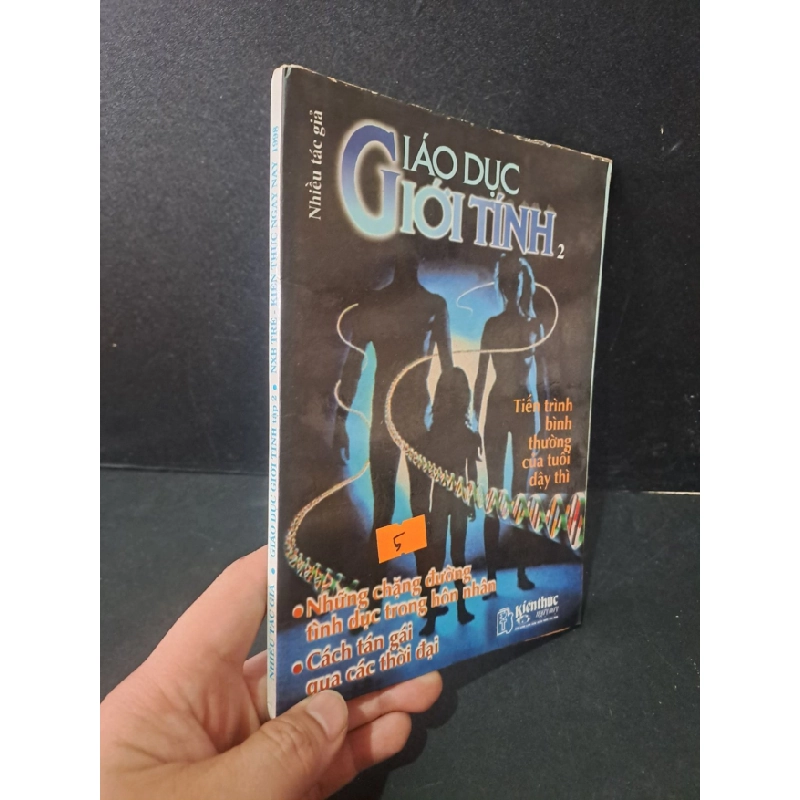 Nhiều tác giả
GIÁO DỤC
GIỚI TÍNH 2
Tiến trình
bình
thường
của tuổi
dậy thì
5
• Những chặng đường
tình dục trong hôn nhân
• Cách tán gái
qua các thời đại
Kiến thức
NGÀY NAY
NHIỀU TÁC GIẢ • GIÁO DỤC GIỚI TÍNH tập 2 • NXB TRẺ - KIẾN THỨC NGÀY NAY 1998